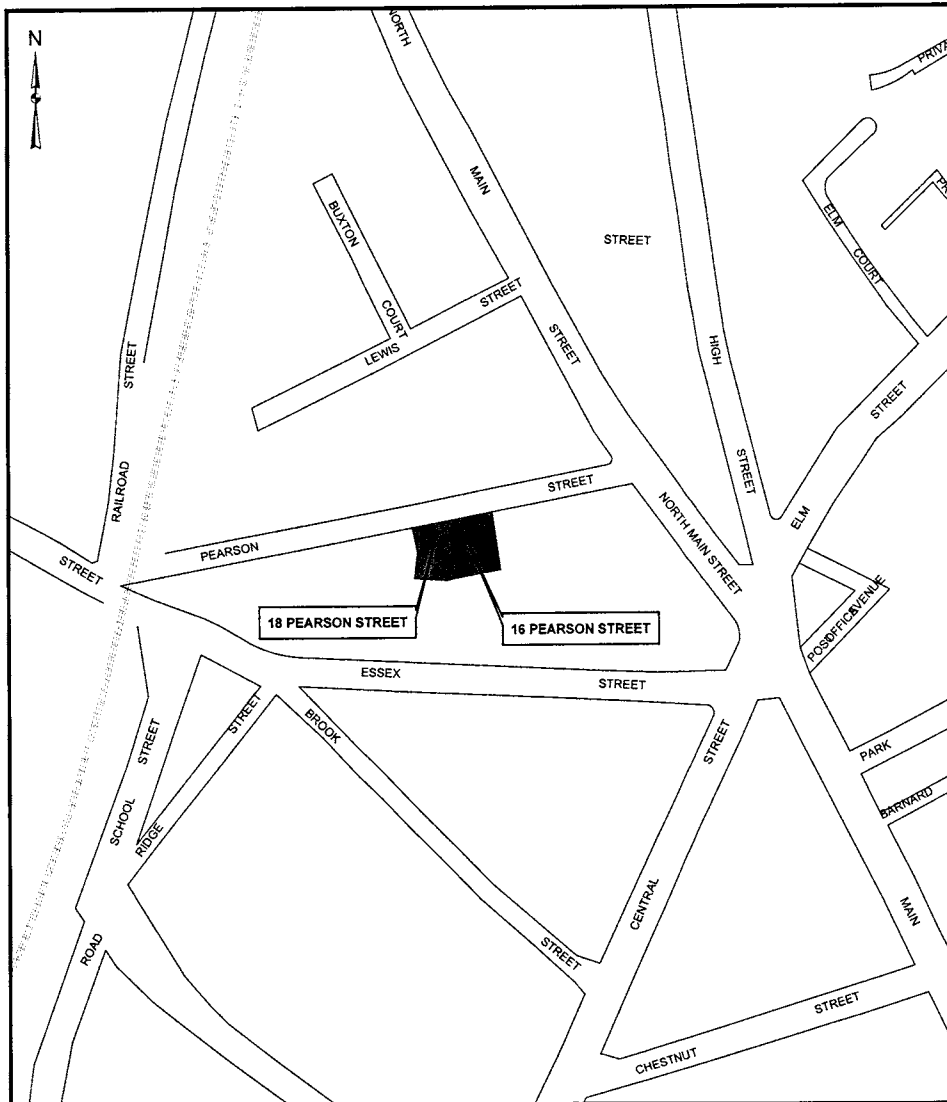 N
NORTH
MAIN
STREET
STREET
HIGH
STREET
PRIVA
PR
ELM
COURT
BUXTON
COURT
LEWIS
STREET
STREET
RAILROAD
STREET
ELM
STREET
NORTH MAIN STREET
STREET
PEARSON
STREET
18 PEARSON STREET
16 PEARSON STREET
POST OFFICE AVENUE
ESSEX
STREET
BROOK
STREET
STREET
RIDGE
STREET
SCHOOL
ROAD
STREET
CENTRAL
PARK
BARNARD
MAIN
STREET
CHESTNUT